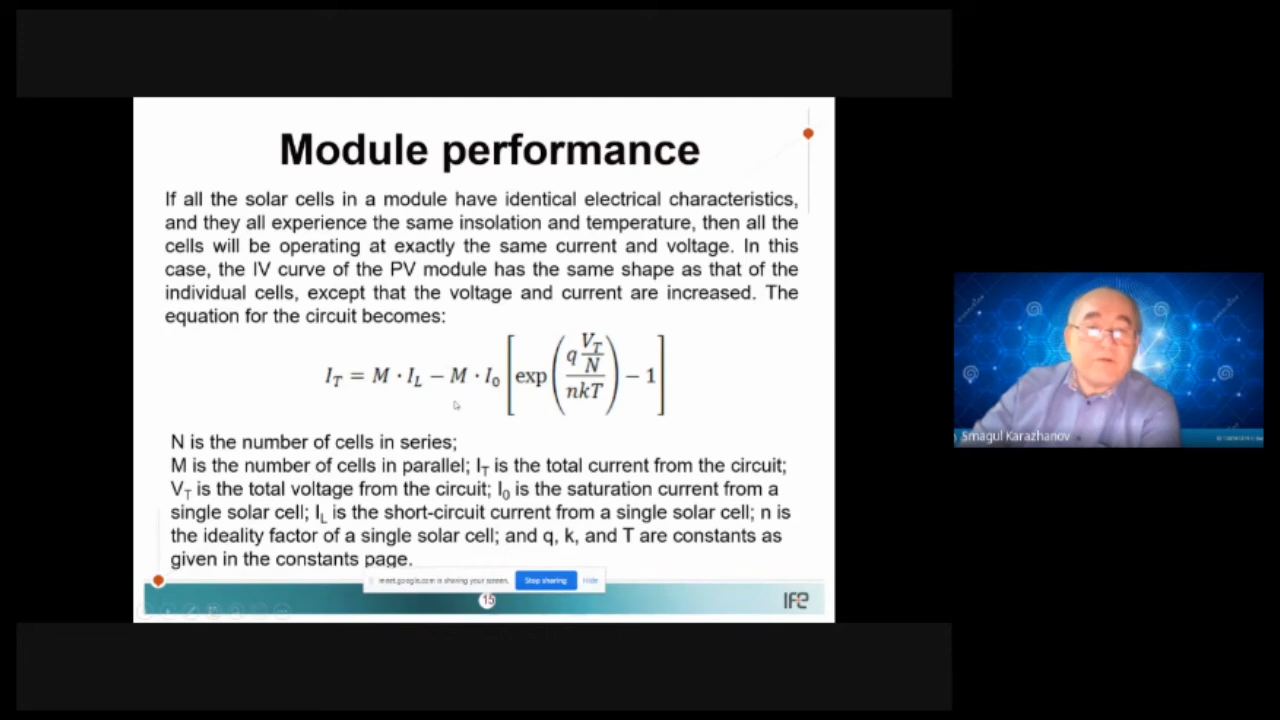 Module performance
If all the solar cells in a module have identical electrical characteristics,
and they all experience the same insolation and temperature, then all the
cells will be operating at exactly the same current and voltage. In this
case, the IV curve of the PV module has the same shape as that of the
individual cells, except that the voltage and current are increased. The
equation for the circuit becomes:
I_T = M · I_L − M · I_0 [exp((q V_T/N)/(nkT)) − 1]
N is the number of cells in series;
M is the number of cells in parallel; I_T is the total current from the circuit;
V_T is the total voltage from the circuit; I_0 is the saturation current from a
single solar cell; I_L is the short-circuit current from a single solar cell; n is
the ideality factor of a single solar cell; and q, k, and T are constants as
given in the constants page.
meet.google.com is sharing your screen.
Stop sharing
Hide
15
IFE
Smagul Karazhanov